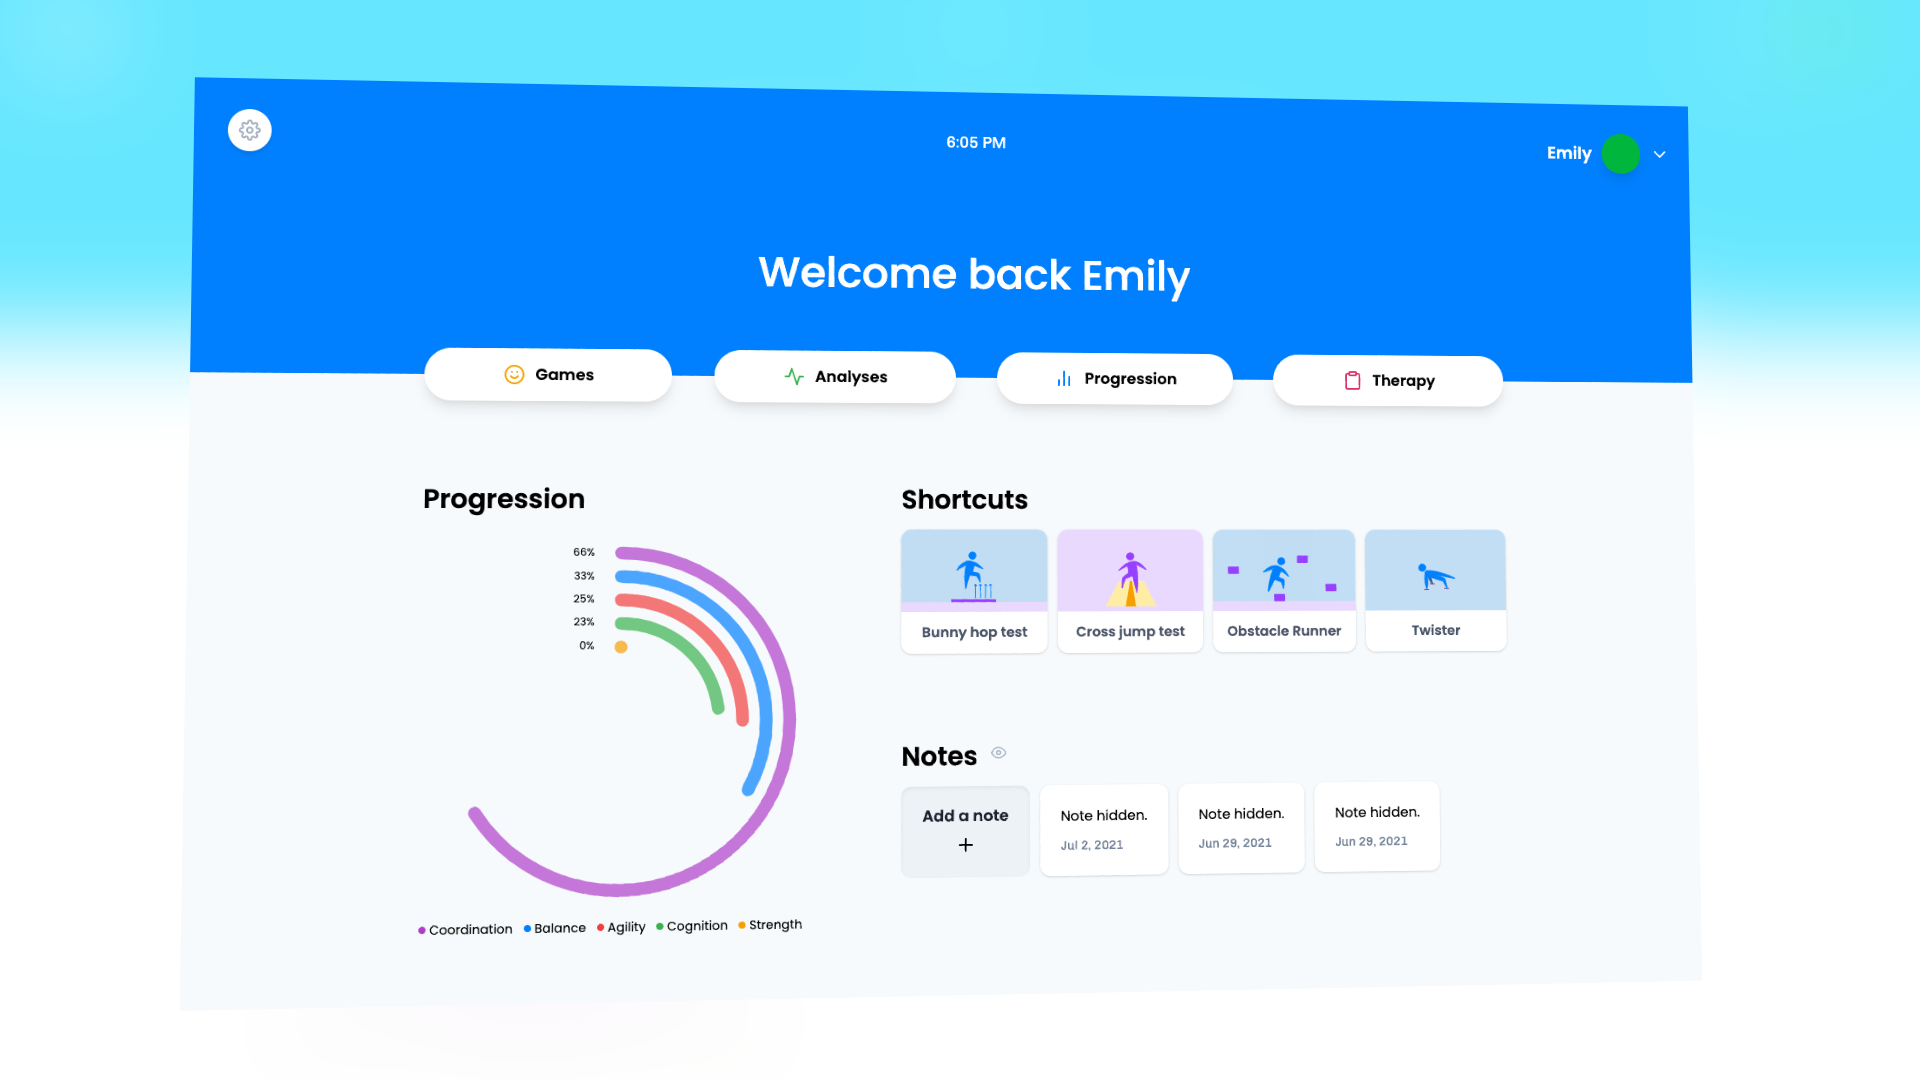 6:05 PM
Emily
Welcome back Emily
Games
Analyses
Progression
Therapy
Progression
66%
33%
25%
23%
0%
Coordination Balance Agility Cognition Strength
Shortcuts
Bunny hop test
Cross jump test
Obstacle Runner
Twister
Notes
Add a note
+
Note hidden.
Jul 2, 2021
Note hidden.
Jun 29, 2021
Note hidden.
Jun 29, 2021